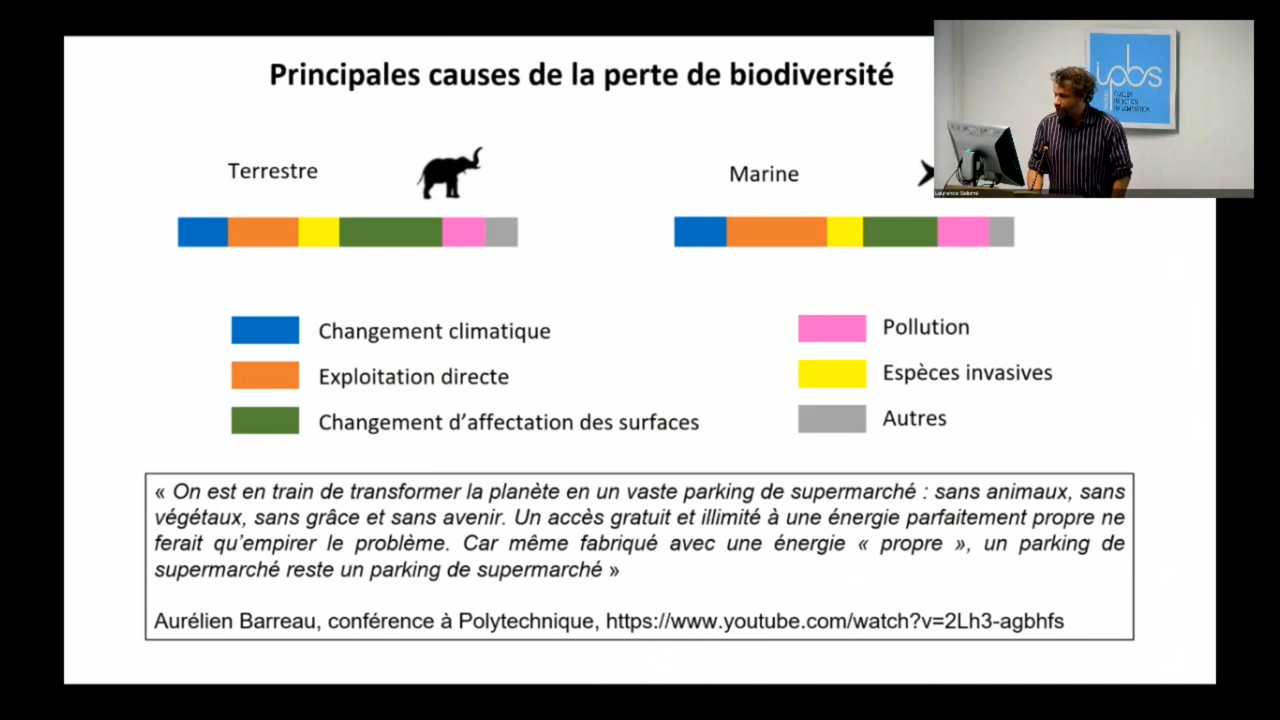 Principales causes de la perte de biodiversité
ipbs
Terrestre
Marine
Laurence Salomé
Changement climatique
Exploitation directe
Changement d'affectation des surfaces
Pollution
Espèces invasives
Autres
« On est en train de transformer la planète en un vaste parking de supermarché : sans animaux, sans
végétaux, sans grâce et sans avenir. Un accès gratuit et illimité à une énergie parfaitement propre ne
ferait qu'empirer le problème. Car même fabriqué avec une énergie « propre », un parking de
supermarché reste un parking de supermarché »
Aurélien Barreau, conférence à Polytechnique, https://www.youtube.com/watch?v=2Lh3-agbhfs